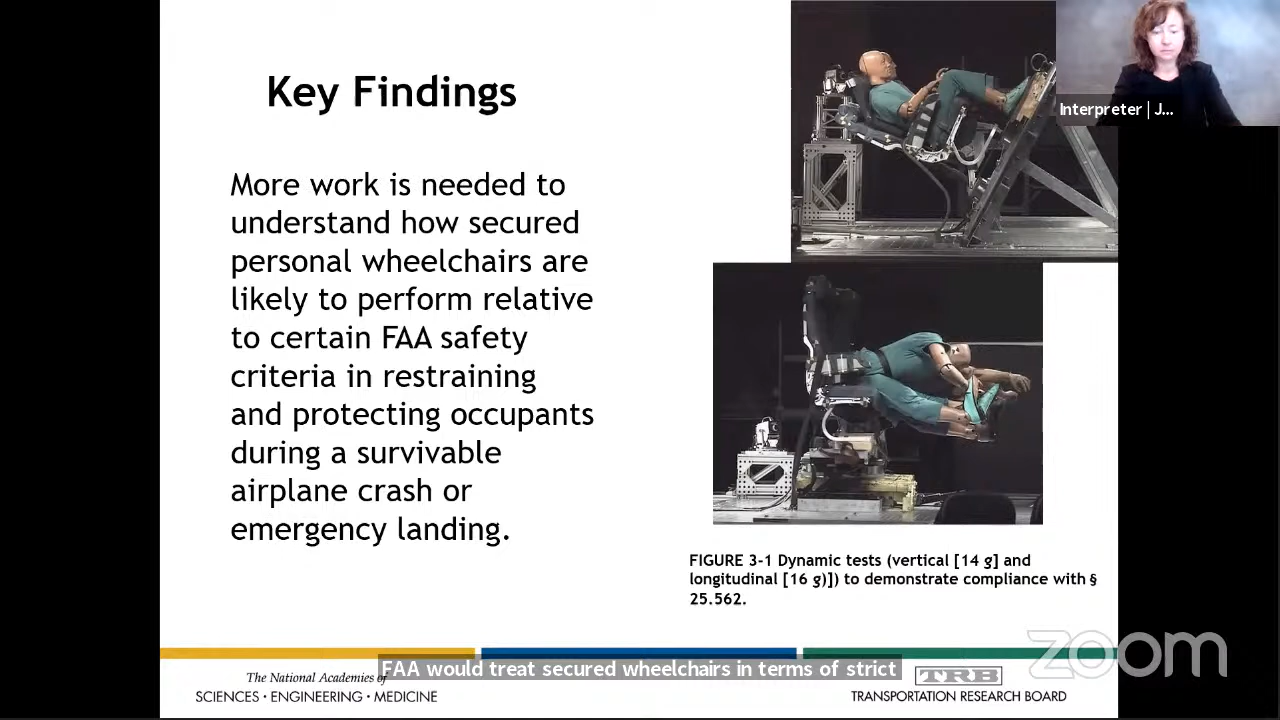 Key Findings
More work is needed to
understand how secured
personal wheelchairs are
likely to perform relative
to certain FAA safety
criteria in restraining
and protecting occupants
during a survivable
airplane crash or
emergency landing.
Interpreter | J...
FIGURE 3-1 Dynamic tests (vertical [14 g] and
longitudinal [16 g)]) to demonstrate compliance with §
25.562.
zoom
FAA would treat secured wheelchairs in terms of strict
The National Academies of
SCIENCES · ENGINEERING · MEDICINE
TRB
TRANSPORTATION RESEARCH BOARD